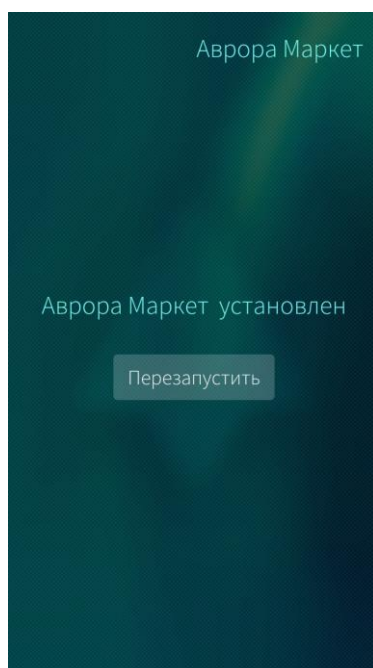 Аврора Маркет
Аврора Маркет установлен
Перезапустить